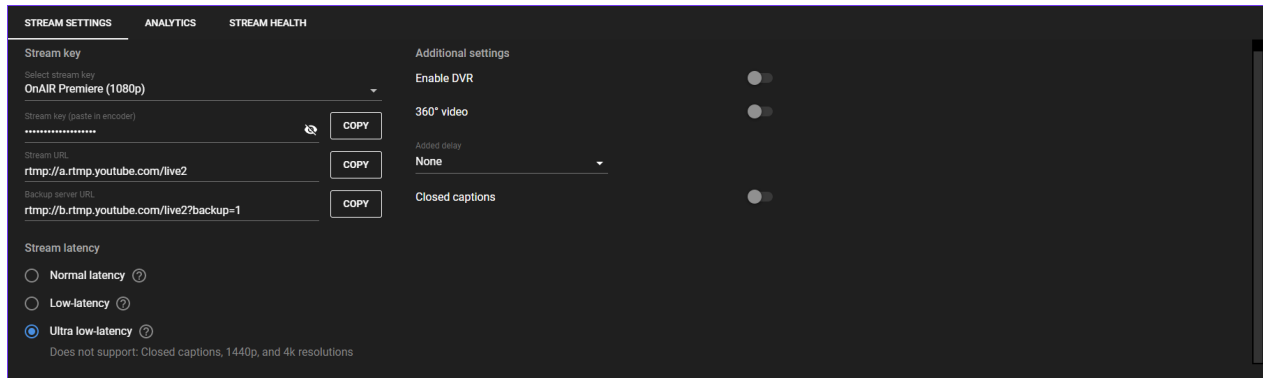 STREAM SETTINGS ANALYTICS STREAM HEALTH
Stream key
Select stream key
OnAIR Premiere (1080p)
Stream key (paste in encoder)
••••••••••••••••••• COPY
Stream URL
rtmp://a.rtmp.youtube.com/live2 COPY
Backup server URL
rtmp://b.rtmp.youtube.com/live2?backup=1 COPY
Stream latency
Normal latency ?
Low-latency ?
Ultra low-latency ?
Does not support: Closed captions, 1440p, and 4k resolutions
Additional settings
Enable DVR
360° video
Added delay
None
Closed captions